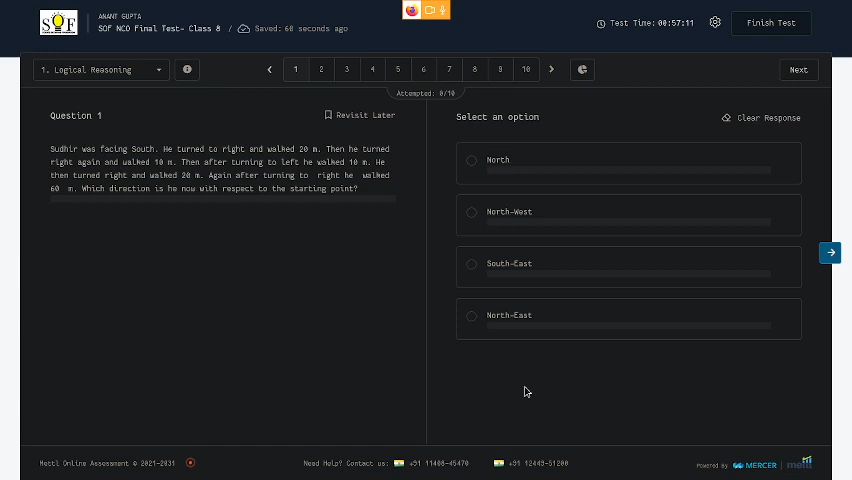 SOF
ANANT GUPTA
SOF NCO Final Test- Class 8
Saved: 60 seconds ago
Test Time: 00:57:11
Finish Test
1. Logical Reasoning
1 2 3 4 5 6 7 8 9 10
Next
Attempted: 0/10
Question 1
Revisit Later
Sudhir was facing South. He turned to right and walked 20 m. Then he turned
right again and walked 10 m. Then after turning to left he walked 10 m. He
then turned right and walked 20 m. Again after turning to right he walked
60 m. Which direction is he now with respect to the starting point?
Select an option
Clear Response
North
North-West
South-East
North-East
Mettl Online Assessment © 2021-2031
Need Help? Contact us: +91 11408-45470 +91 12449-51200
Powered by MERCER mettl